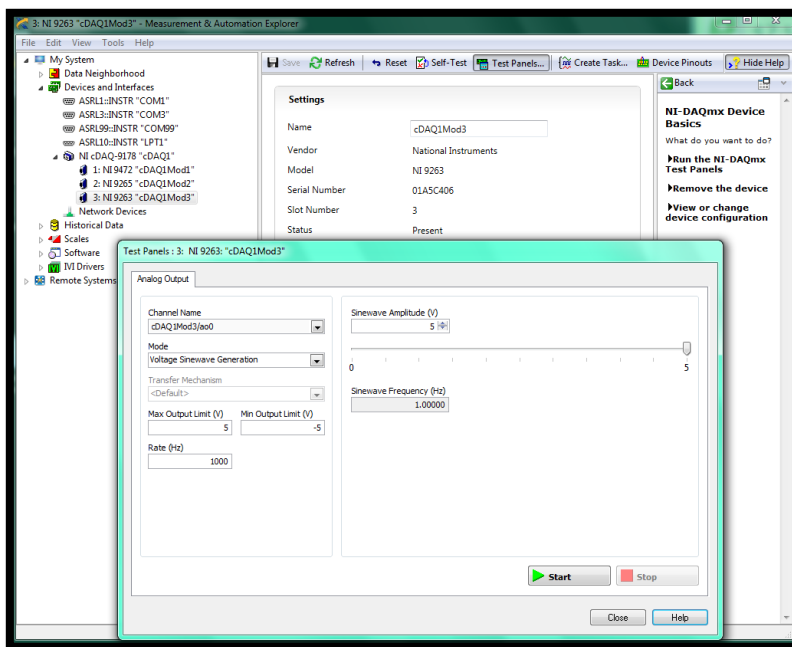 3: NI 9263 "cDAQ1Mod3" - Measurement & Automation Explorer
File Edit View Tools Help
My System
Data Neighborhood
Devices and Interfaces
ASRL1::INSTR "COM1"
ASRL3::INSTR "COM3"
ASRL99::INSTR "COM99"
ASRL10::INSTR "LPT1"
NI cDAQ-9178 "cDAQ1"
1: NI 9472 "cDAQ1Mod1"
2: NI 9265 "cDAQ1Mod2"
3: NI 9263 "cDAQ1Mod3"
Network Devices
Historical Data
Scales
Software
IVI Drivers
Remote Systems
Save Refresh Reset Self-Test Test Panels... Create Task... Device Pinouts Hide Help
Settings
Name cDAQ1Mod3
Vendor National Instruments
Model NI 9263
Serial Number 01A5C406
Slot Number 3
Status Present
Back
NI-DAQmx Device
Basics
What do you want to do?
Run the NI-DAQmx
Test Panels
Remove the device
View or change
device configuration
Test Panels : 3: NI 9263: "cDAQ1Mod3"
Analog Output
Channel Name
cDAQ1Mod3/ao0
Mode
Voltage Sinewave Generation
Transfer Mechanism
<Default>
Max Output Limit (V) Min Output Limit (V)
5 -5
Rate (Hz)
1000
Sinewave Amplitude (V)
5
0 5
Sinewave Frequency (Hz)
1.00000
Start Stop
Close Help